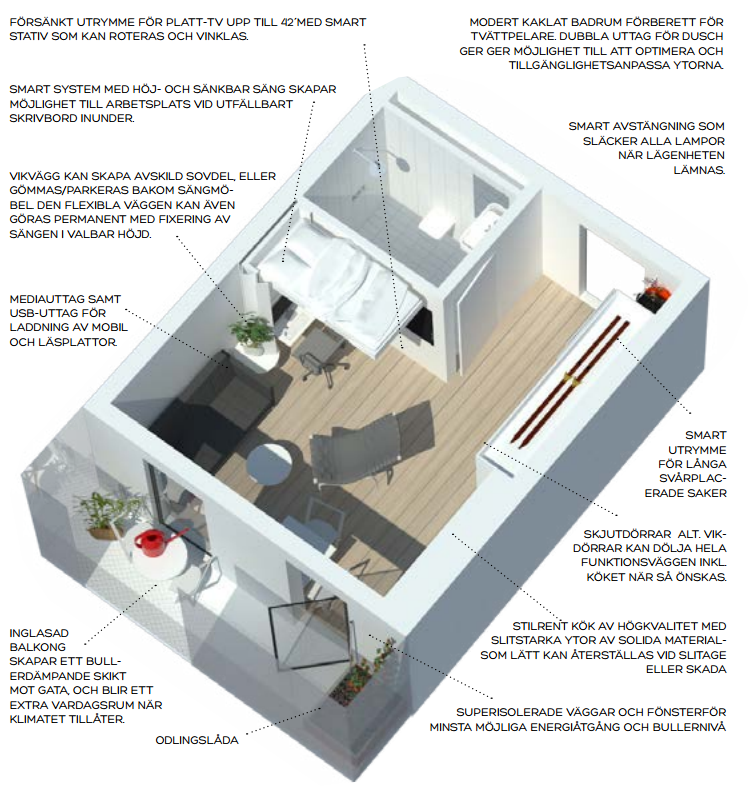 FÖRSÄNKT UTRYMME FÖR PLATT-TV UPP TILL 42´MED SMART
STATIV SOM KAN ROTERAS OCH VINKLAS.
MODERT KAKLAT BADRUM FÖRBERETT FÖR
TVÄTTPELARE. DUBBLA UTTAG FÖR DUSCH
GER GER MÖJLIGHET TILL ATT OPTIMERA OCH
TILLGÄNGLIGHETSANPASSA YTORNA.
SMART SYSTEM MED HÖJ- OCH SÄNKBAR SÄNG SKAPAR
MÖJLIGHET TILL ARBETSPLATS VID UTFÄLLBART
SKRIVBORD INUNDER.
SMART AVSTÄNGNING SOM
SLÄCKER ALLA LAMPOR
NÄR LÄGENHETEN
LÄMNAS.
VIKVÄGG KAN SKAPA AVSKILD SOVDEL, ELLER
GÖMMAS/PARKERAS BAKOM SÄNGMÖ-
BEL. DEN FLEXIBLA VÄGGEN KAN ÄVEN
GÖRAS PERMANENT MED FIXERING AV
SÄNGEN I VALBAR HÖJD.
MEDIAUTTAG SAMT
USB-UTTAG FÖR
LADDNING AV MOBIL
OCH LÄSPLATTOR.
SMART
UTRYMME
FÖR LÅNGA
SVÅRPLAC-
ERADE SAKER
SKJUTDÖRRAR ALT. VIK-
DÖRRAR KAN DÖLJA HELA
FUNKTIONSVÄGGEN INKL.
KÖKET NÄR SÅ ÖNSKAS.
STILRENT KÖK AV HÖGKVALITET MED
SLITSTARKA YTOR AV SOLIDA MATERIAL-
SOM LÄTT KAN ÅTERSTÄLLAS VID SLITAGE
ELLER SKADA
INGLASAD
BALKONG
SKAPAR ETT BULL-
ERDÄMPANDE SKIKT
MOT GATA, OCH BLIR ETT
EXTRA VARDAGSRUM NÄR
KLIMATET TILLÅTER.
SUPERISOLERADE VÄGGAR OCH FÖNSTERFÖR
MINSTA MÖJLIGA ENERGIÅTGÅNG OCH BULLERNIVÅ
ODLINGSLÅDA